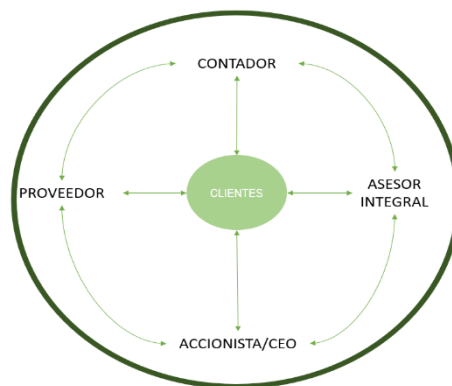 CONTADOR
PROVEEDOR
CLIENTES
ASESOR
INTEGRAL
ACCIONISTA/CEO